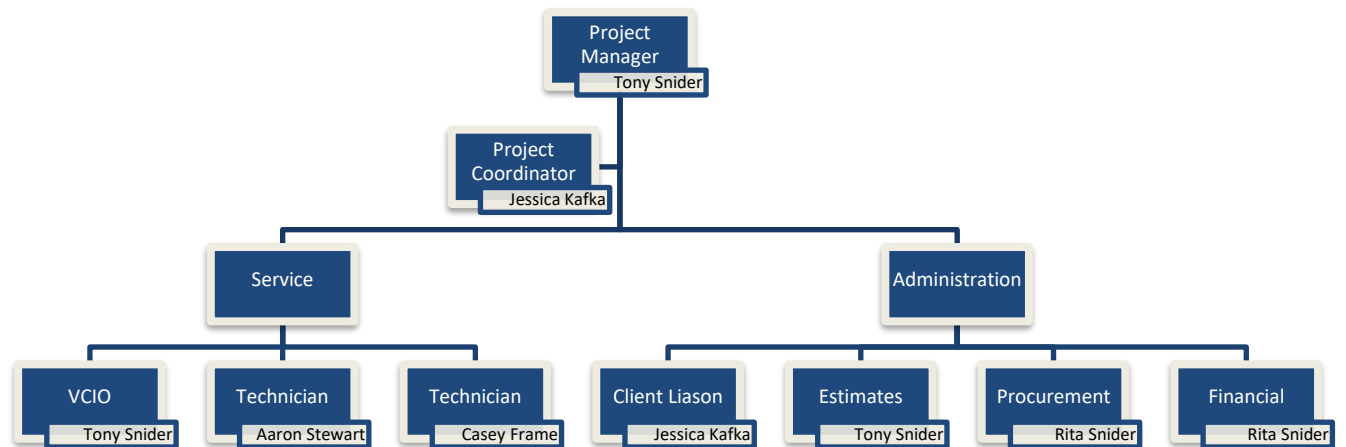 Project
Manager
Tony Snider
Project
Coordinator
Jessica Kafka
Service
Administration
VCIO
Tony Snider
Technician
Aaron Stewart
Technician
Casey Frame
Client Liason
Jessica Kafka
Estimates
Tony Snider
Procurement
Rita Snider
Financial
Rita Snider